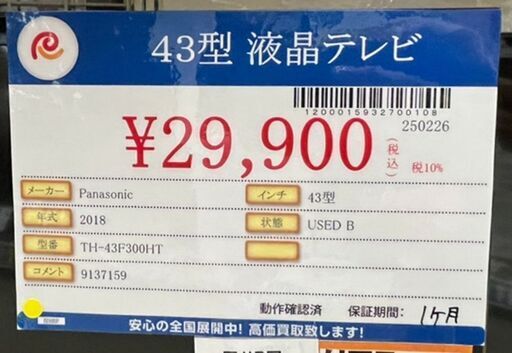 43型 液晶テレビ
1200015932700108
250226
¥29,900 (税込) 税10%
メーカー Panasonic インチ 43型
年式 2018 状態 USED B
型番 TH-43F300HT
コメント 9137159
動作確認済 保証期間: 1ヶ月
安心の全国展開中! 高価買取致します!